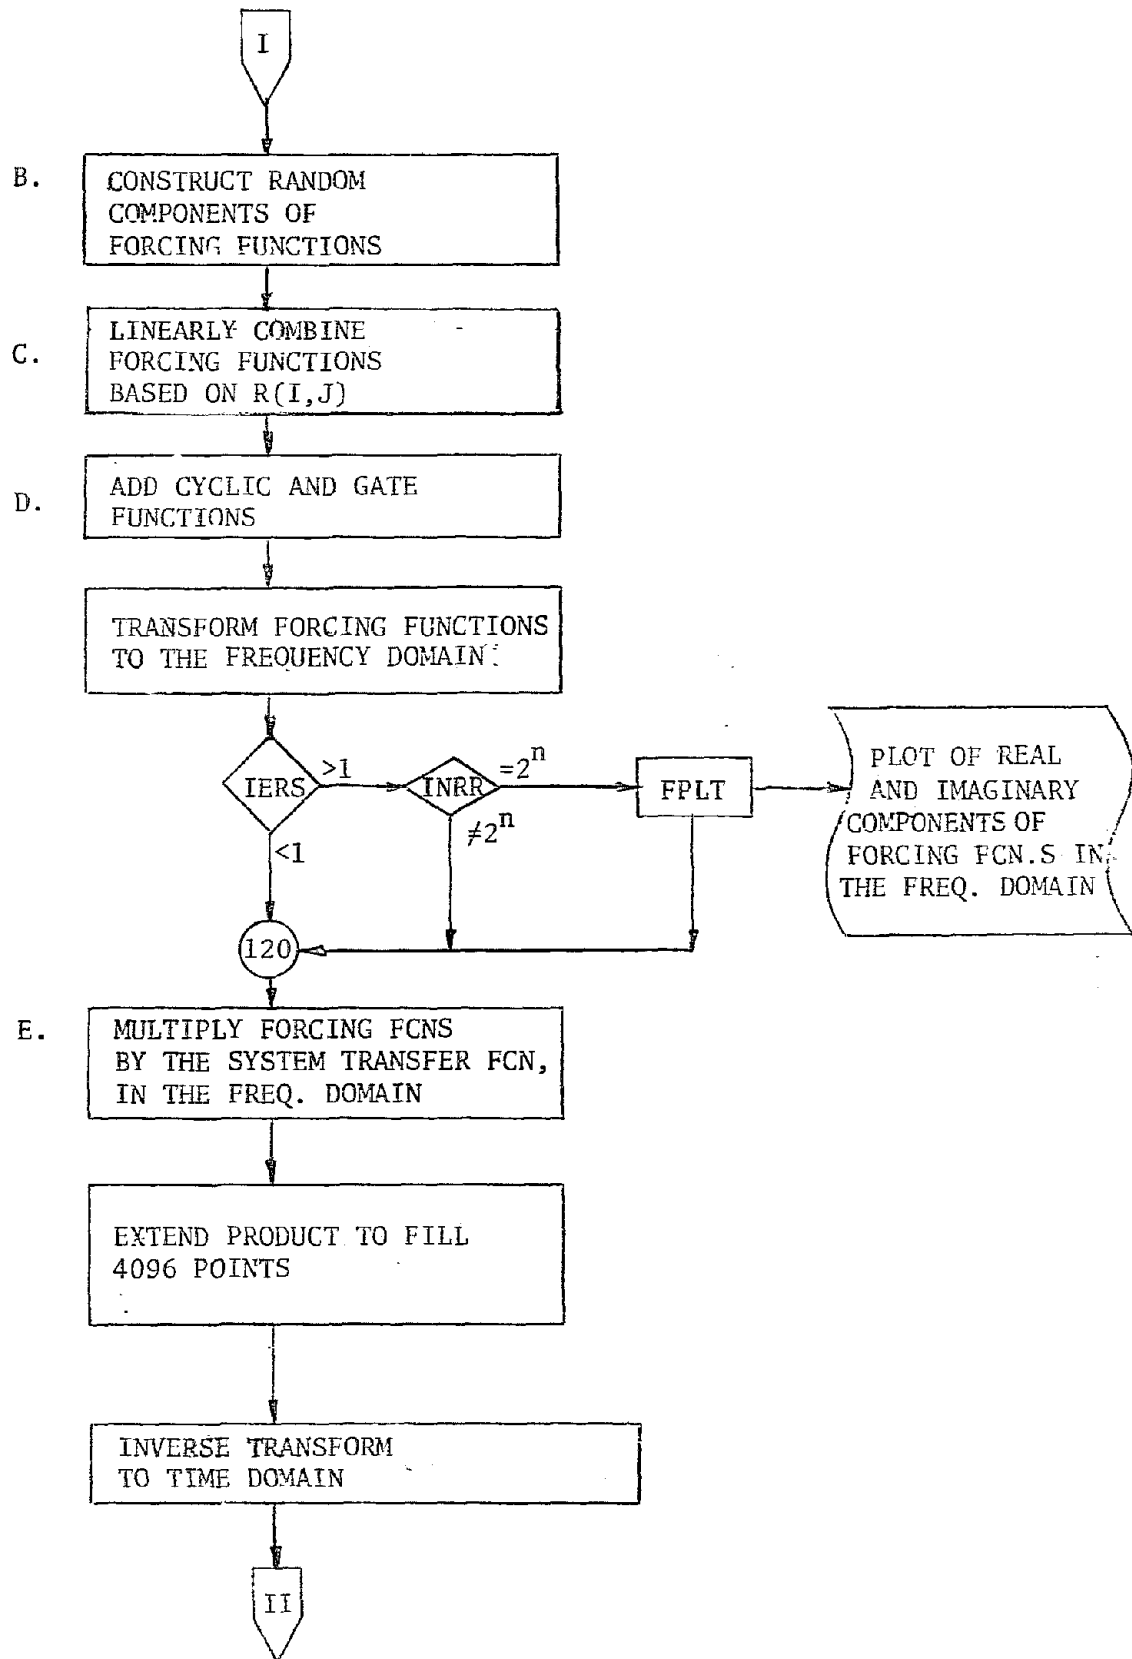 I
B.
CONSTRUCT RANDOM
COMPONENTS OF
FORCING FUNCTIONS
C.
LINEARLY COMBINE
FORCING FUNCTIONS
BASED ON R(I,J)
D.
ADD CYCLIC AND GATE
FUNCTIONS
TRANSFORM FORCING FUNCTIONS
TO THE FREQUENCY DOMAIN
IERS
>1
INRR
=2^n
FPLT
PLOT OF REAL
AND IMAGINARY
COMPONENTS OF
FORCING FCN.S IN
THE FREQ. DOMAIN
<1
≠2^n
120
E.
MULTIPLY FORCING FCNS
BY THE SYSTEM TRANSFER FCN,
IN THE FREQ. DOMAIN
EXTEND PRODUCT TO FILL
4096 POINTS
INVERSE TRANSFORM
TO TIME DOMAIN
II